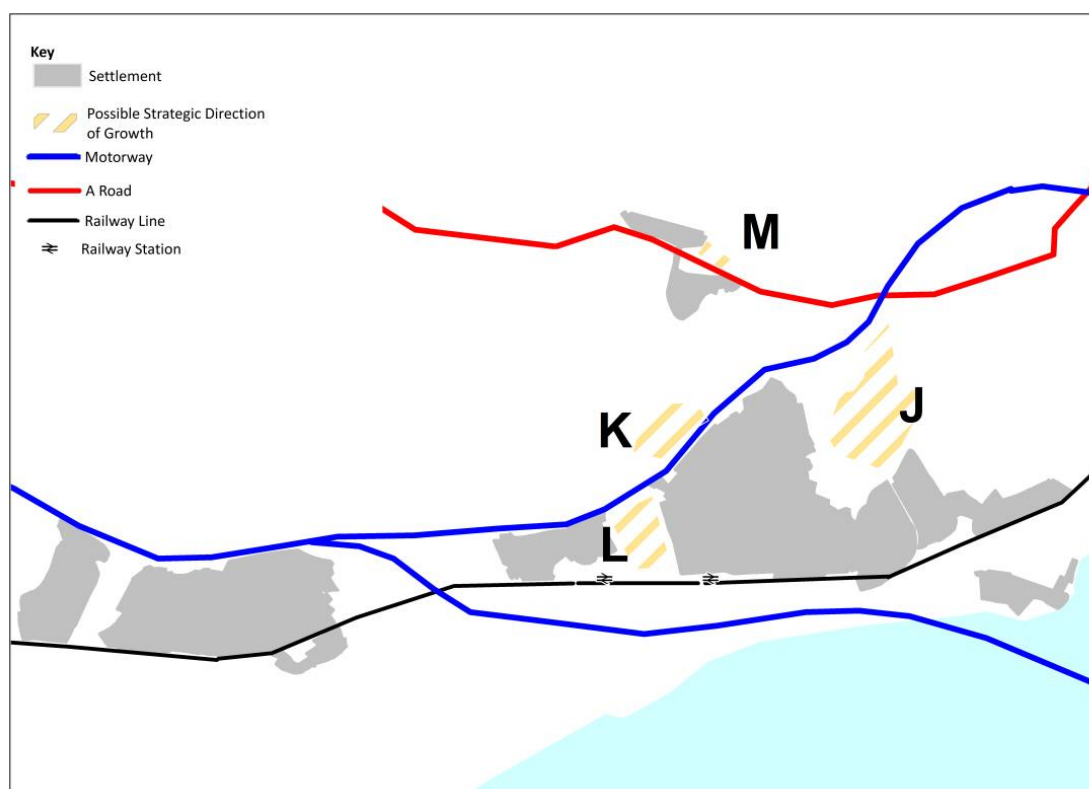 Key
Settlement
Possible Strategic Direction
of Growth
Motorway
A Road
Railway Line
Railway Station
M
K
J
L